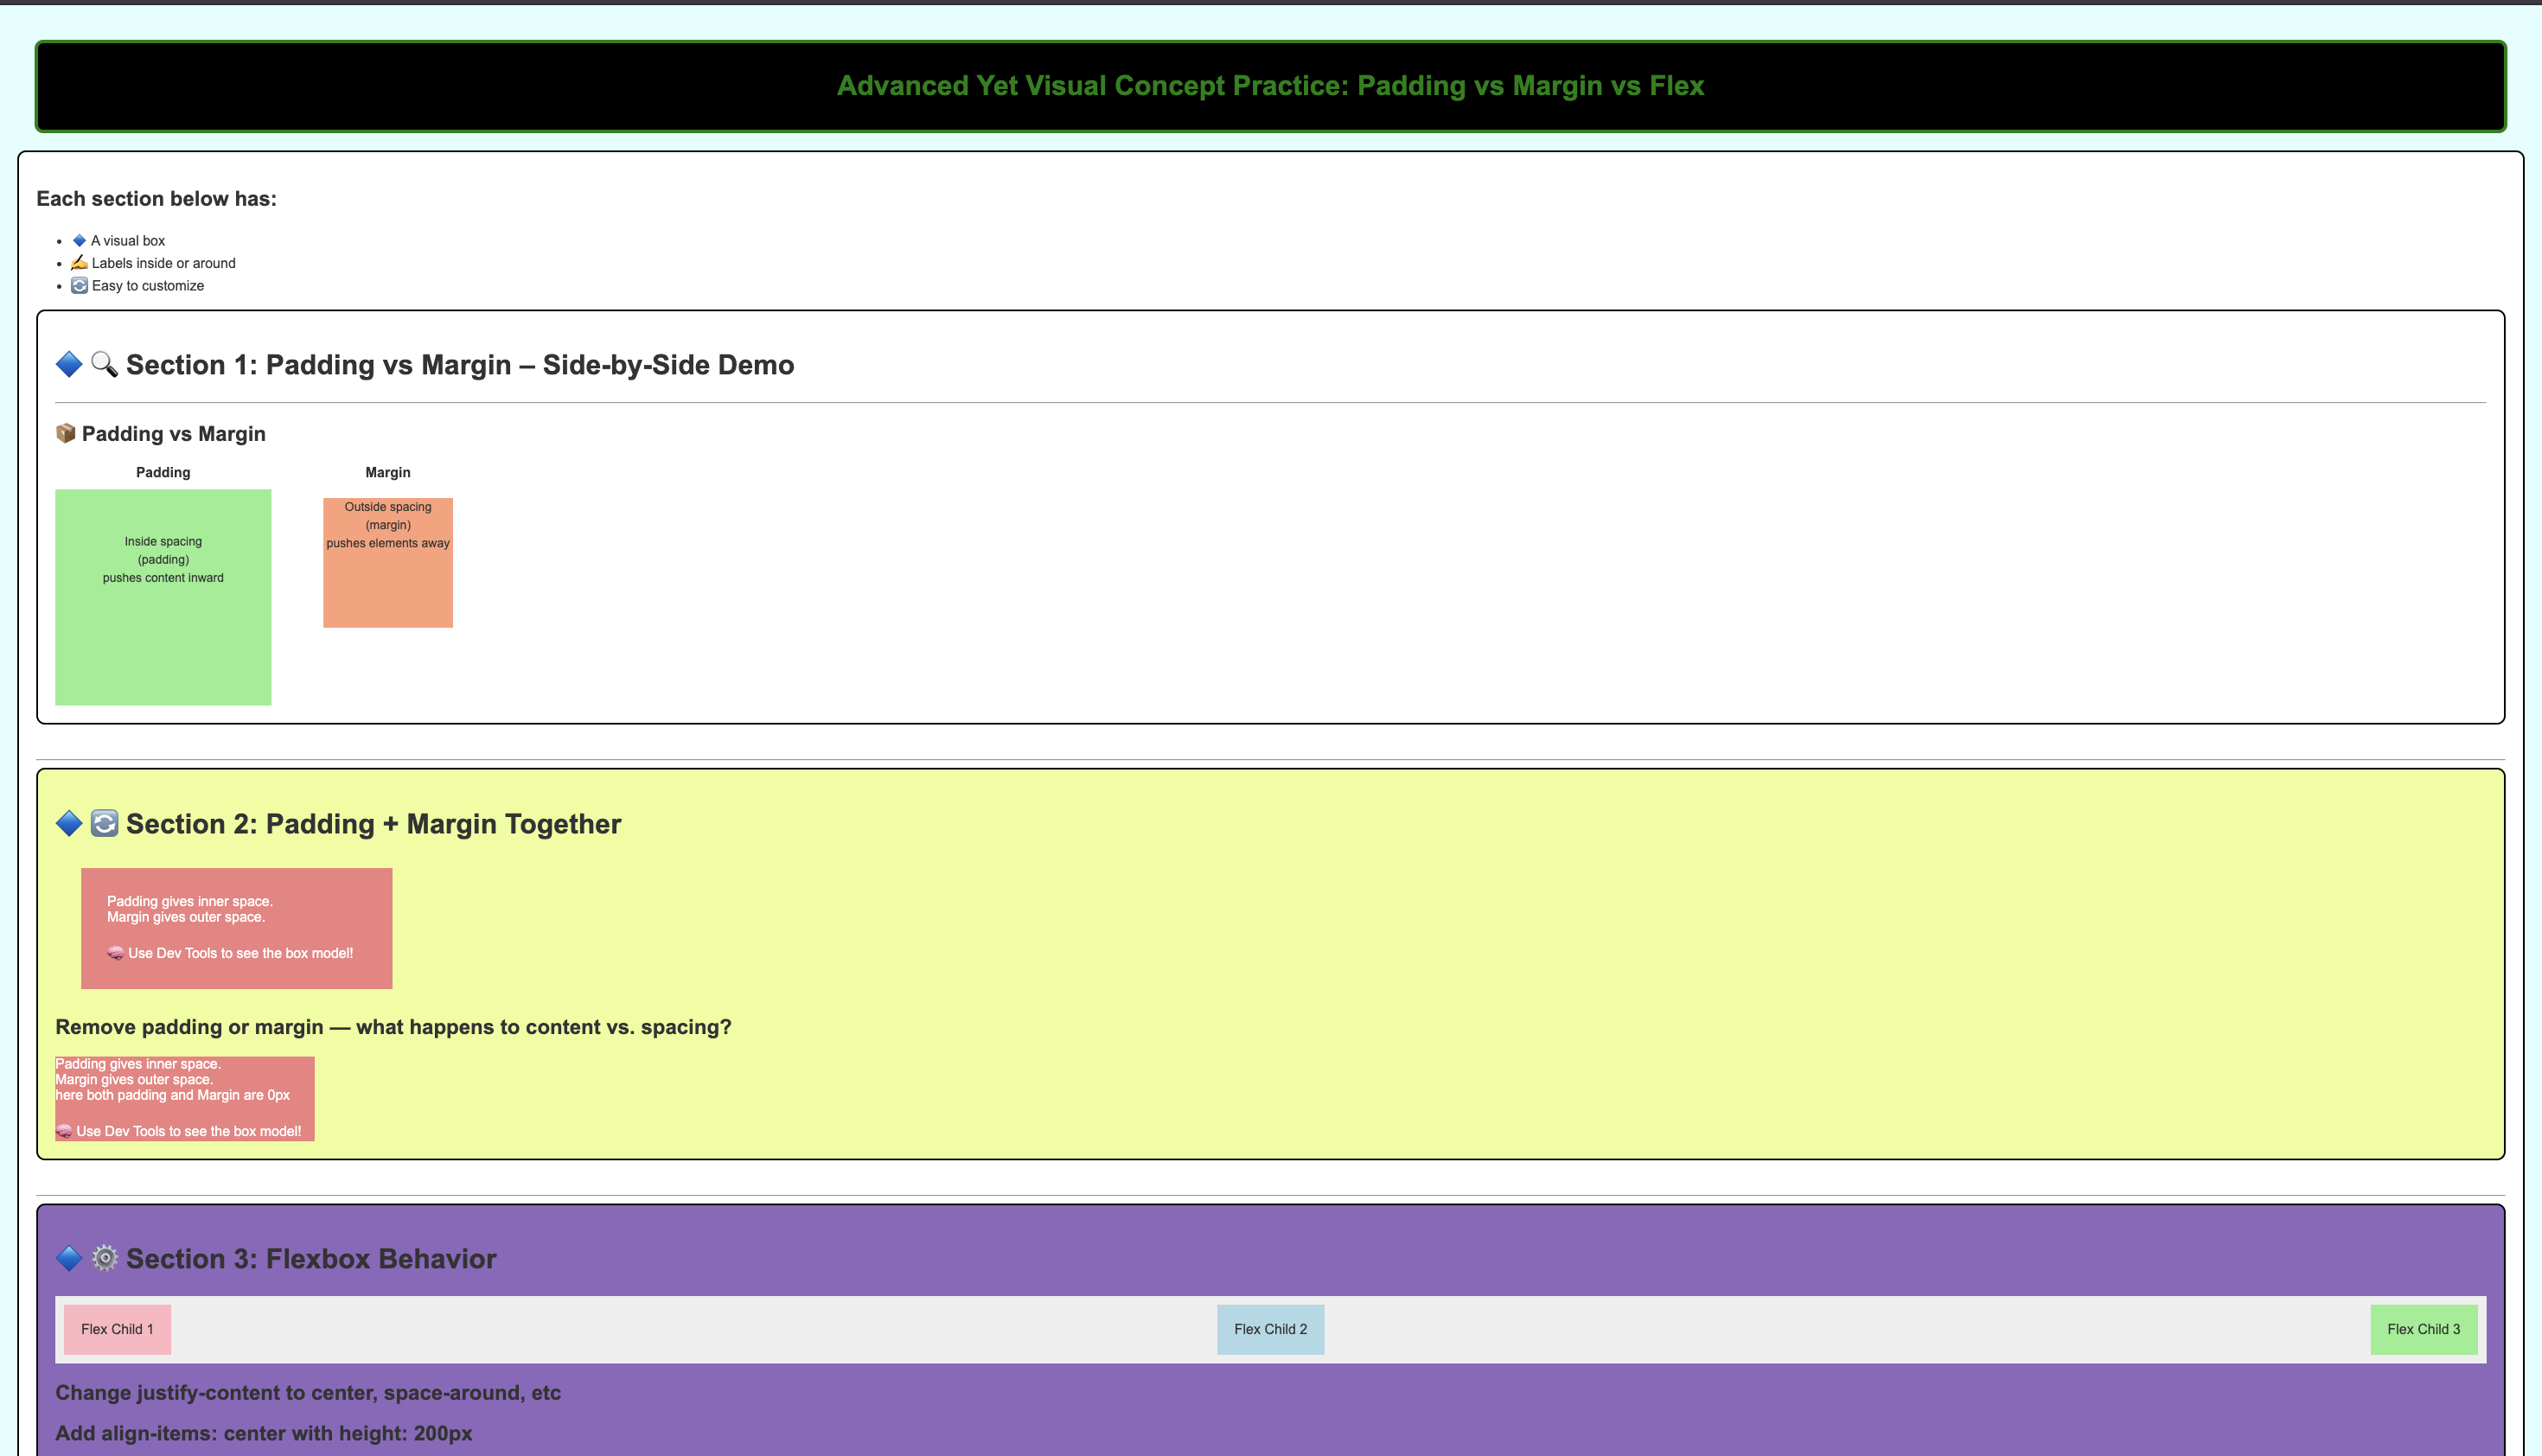 Advanced Yet Visual Concept Practice: Padding vs Margin vs Flex
Each section below has:
• 🔷 A visual box
• ✍️ Labels inside or around
• 🔄 Easy to customize
🔷 🔍 Section 1: Padding vs Margin – Side-by-Side Demo
📦 Padding vs Margin
Padding
Inside spacing
(padding)
pushes content inward
Margin
Outside spacing
(margin)
pushes elements away
🔷 🔄 Section 2: Padding + Margin Together
Padding gives inner space.
Margin gives outer space.
🧠 Use Dev Tools to see the box model!
Remove padding or margin — what happens to content vs. spacing?
Padding gives inner space.
Margin gives outer space.
here both padding and Margin are 0px
🧠 Use Dev Tools to see the box model!
🔷 ⚙️ Section 3: Flexbox Behavior
Flex Child 1
Flex Child 2
Flex Child 3
Change justify-content to center, space-around, etc
Add align-items: center with height: 200px